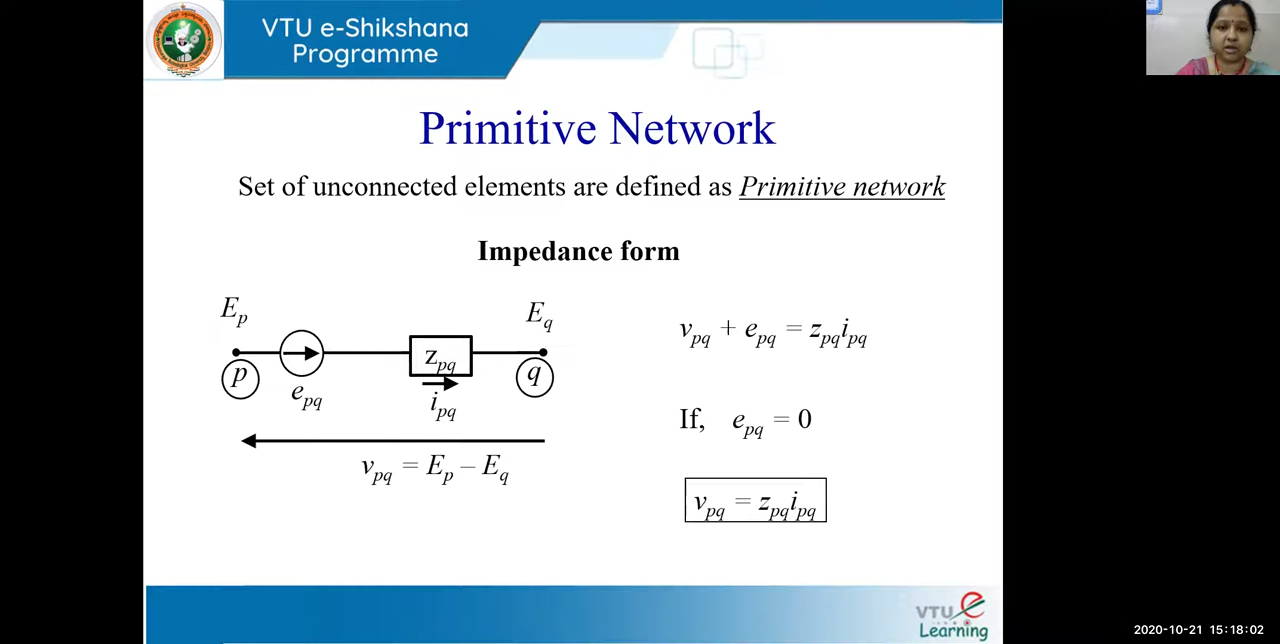 VTU e-Shikshana
Programme
Primitive Network
Set of unconnected elements are defined as Primitive network
Impedance form
E_p
E_q
v_pq + e_pq = z_pq i_pq
z_pq
p
q
e_pq
i_pq
If, e_pq = 0
v_pq = E_p – E_q
v_pq = z_pq i_pq
VTU e
Learning
2020-10-21 15:18:02